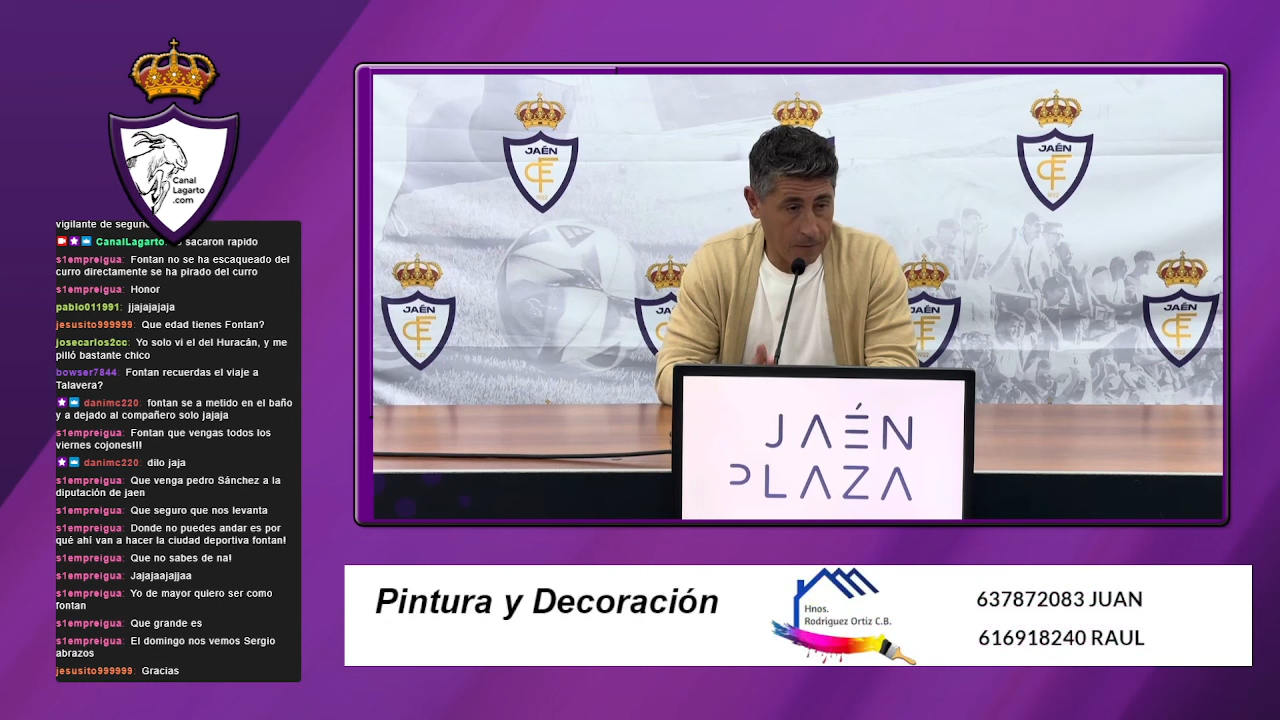 Canal
Lagarto
.com
vigilante de segurid
CanalLagarto: sacaron rapido
s1empreigua: Fontan no se ha escaqueado del
curro directamente se ha pirado del curro
s1empreigua: Honor
pablo011991: jjajajajaja
jesusito999999: Que edad tienes Fontan?
josecarlos2cc: Yo solo vi el del Huracán, y me
pilló bastante chico
bowser7844: Fontan recuerdas el viaje a
Talavera?
danimc220: fontan se a metido en el baño
y a dejado al compañero solo jajaja
s1empreigua: Fontan que vengas todos los
viernes cojones!!!
danimc220: dilo jaja
s1empreigua: Que venga pedro Sánchez a la
diputación de jaen
s1empreigua: Que seguro que nos levanta
s1empreigua: Donde no puedes andar es por
qué ahí van a hacer la ciudad deportiva fontan!
s1empreigua: Que no sabes de na!
s1empreigua: Jajajaajajjaa
s1empreigua: Yo de mayor quiero ser como
fontan
s1empreigua: Que grande es
s1empreigua: El domingo nos vemos Sergio
abrazos
jesusito999999: Gracias
JAÉN
JAÉN
JAÉN
JAÉN
JAÉN
JAÉN
PLAZA
Pintura y Decoración
Hnos.
Rodriguez Ortiz C.B.
637872083 JUAN
616918240 RAUL